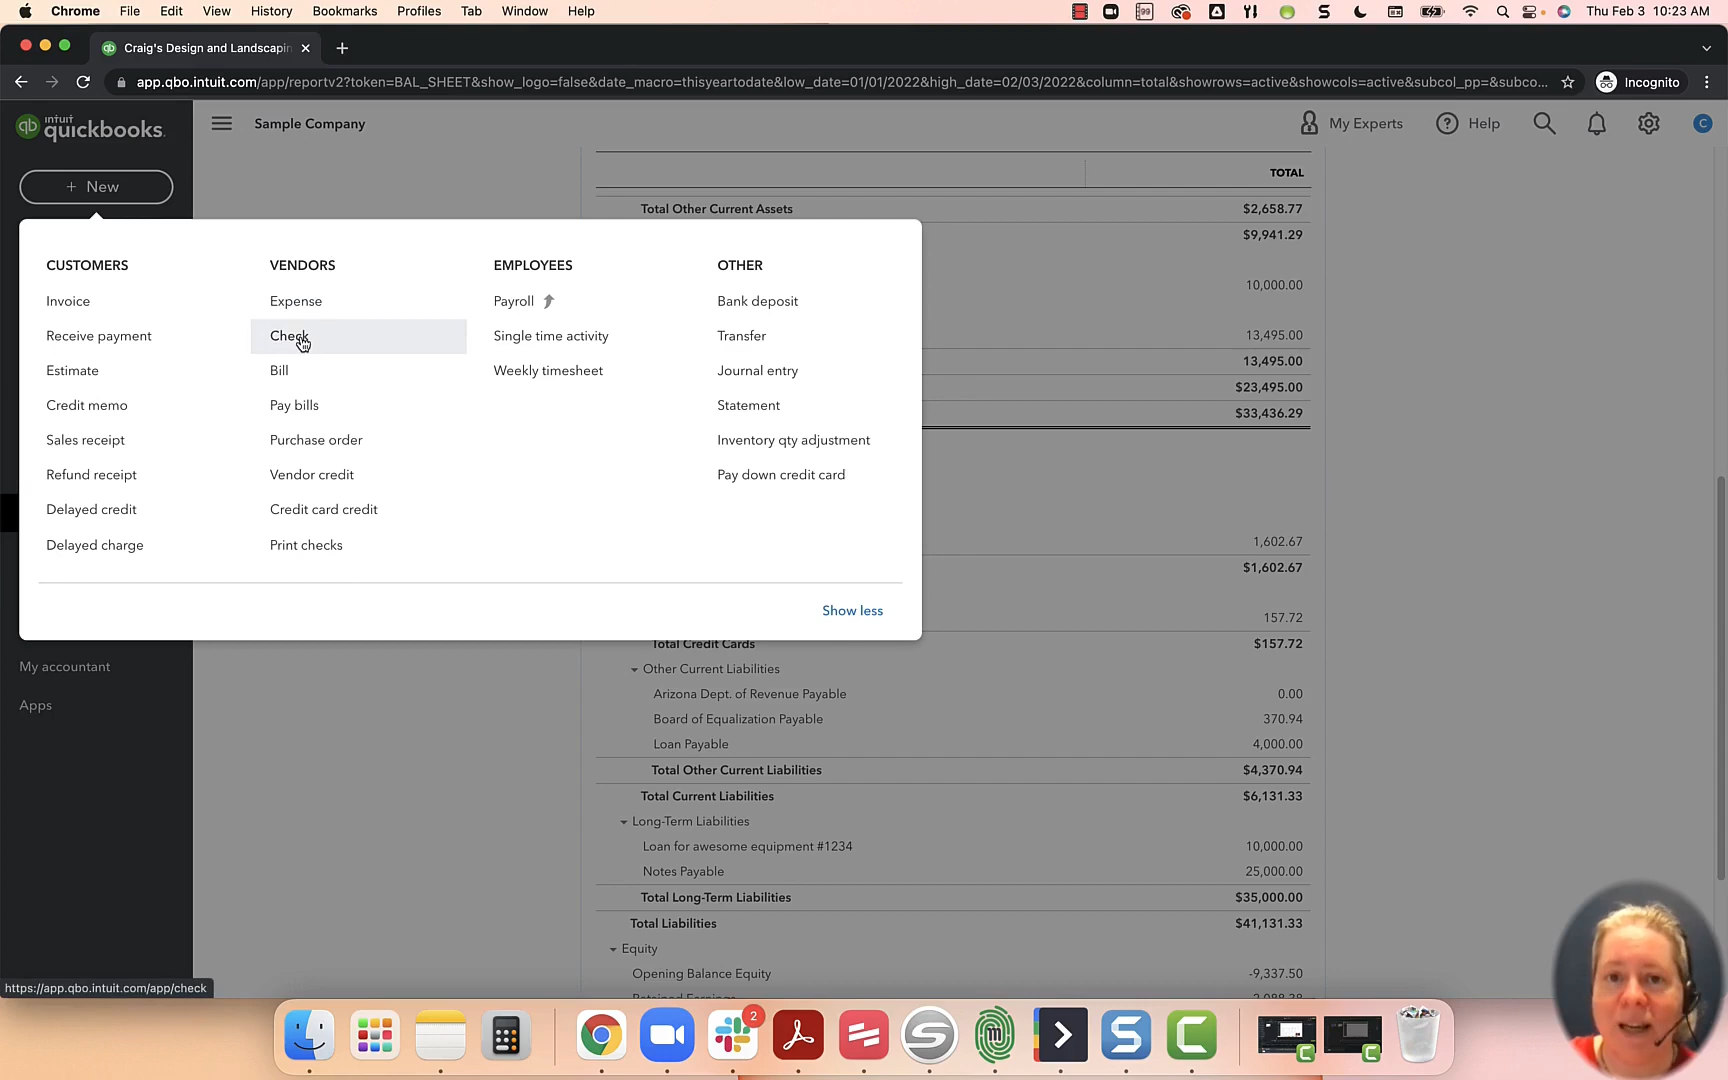 Chrome File Edit View History Bookmarks Profiles Tab Window Help Thu Feb 3 10:23 AM
Craig's Design and Landscapin
app.qbo.intuit.com/app/reportv2?token=BAL_SHEET&show_logo=false&date_macro=thisyeartodate&low_date=01/01/2022&high_date=02/03/2022&column=total&showrows=active&showcols=active&subcol_pp=&subco... Incognito
intuit quickbooks. Sample Company My Experts Help C
+ New
TOTAL
Total Other Current Assets $2,658.77
$9,941.29
10,000.00
13,495.00
13,495.00
$23,495.00
$33,436.29
CUSTOMERS
Invoice
Receive payment
Estimate
Credit memo
Sales receipt
Refund receipt
Delayed credit
Delayed charge
VENDORS
Expense
Check
Bill
Pay bills
Purchase order
Vendor credit
Credit card credit
Print checks
EMPLOYEES
Payroll
Single time activity
Weekly timesheet
OTHER
Bank deposit
Transfer
Journal entry
Statement
Inventory qty adjustment
Pay down credit card
Show less
My accountant
Apps
1,602.67
$1,602.67
157.72
Total Credit Cards $157.72
Other Current Liabilities
Arizona Dept. of Revenue Payable 0.00
Board of Equalization Payable 370.94
Loan Payable 4,000.00
Total Other Current Liabilities $4,370.94
Total Current Liabilities $6,131.33
Long-Term Liabilities
Loan for awesome equipment #1234 10,000.00
Notes Payable 25,000.00
Total Long-Term Liabilities $35,000.00
Total Liabilities $41,131.33
Equity
Opening Balance Equity -9,337.50
https://app.qbo.intuit.com/app/check
2